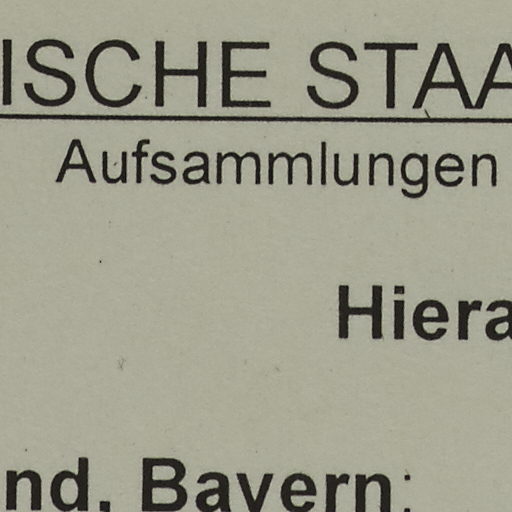 ISCHE STAA
Aufsammlungen
Hiera
nd, Bayern: